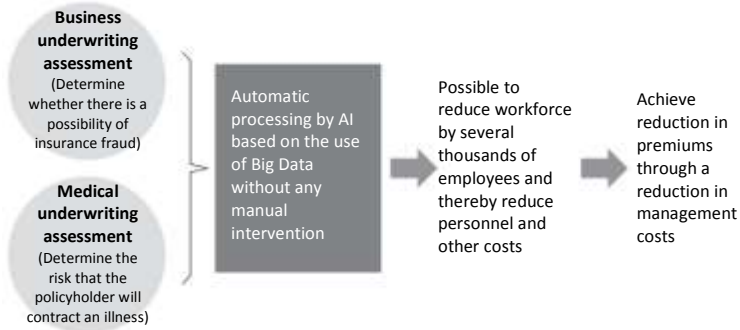 Business
underwriting
assessment
(Determine
whether there is a
possibility of
insurance fraud)
Medical
underwriting
assessment
(Determine the
risk that the
policyholder will
contract an illness)
Automatic
processing by AI
based on the use
of Big Data
without any
manual
intervention
Possible to
reduce workforce
by several
thousands of
employees and
thereby reduce
personnel and
other costs
Achieve
reduction in
premiums
through a
reduction in
management
costs